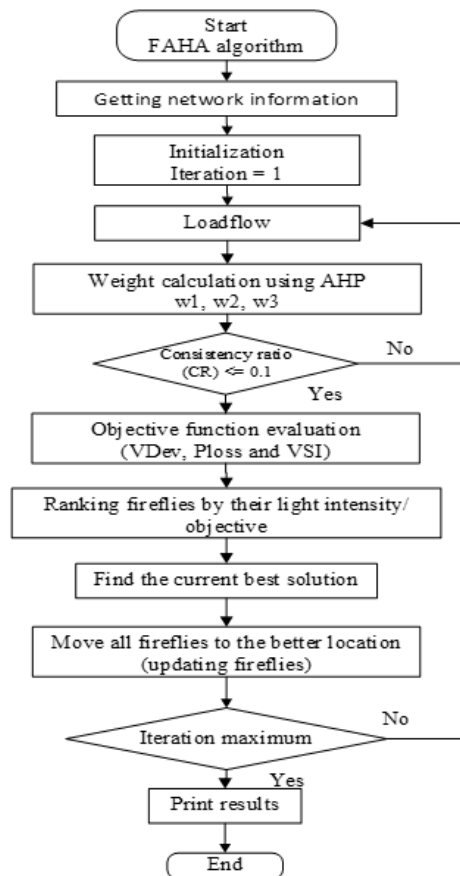 Start
FAHA algorithm
Getting network information
Initialization
Iteration = 1
Loadflow
Weight calculation using AHP
w1, w2, w3
Consistency ratio
(CR) <= 0.1
No
Yes
Objective function evaluation
(VDev, Ploss and VSI)
Ranking fireflies by their light intensity/
objective
Find the current best solution
Move all fireflies to the better location
(updating fireflies)
Iteration maximum
No
Yes
Print results
End